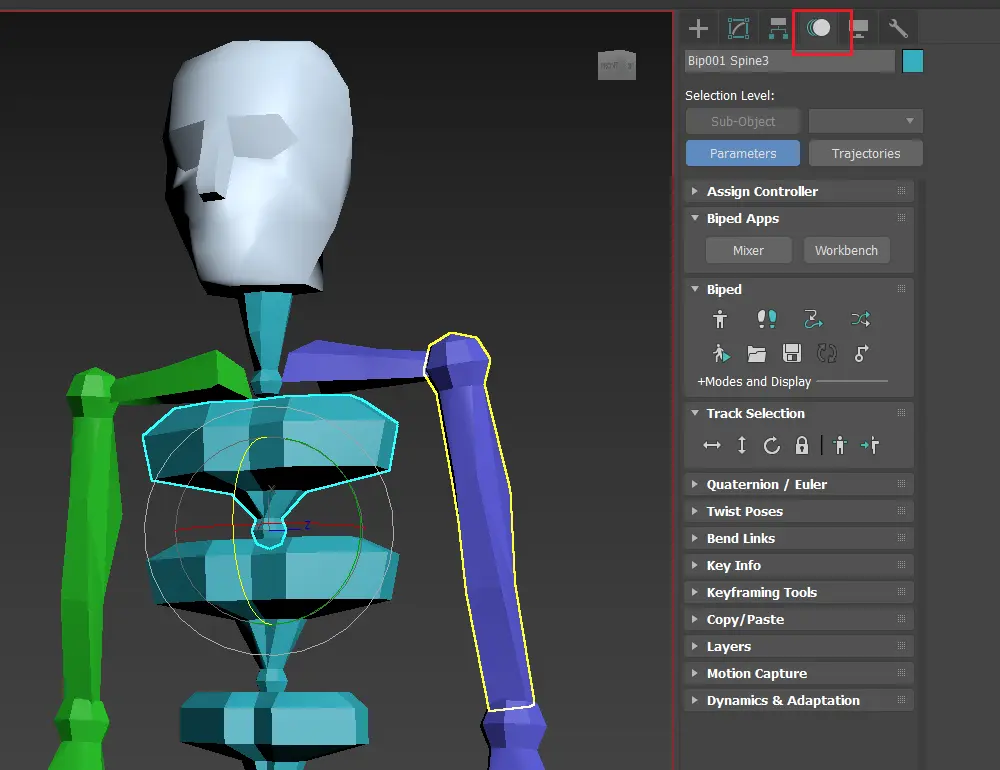 Bip001 Spine3
Selection Level:
Sub-Object
Parameters Trajectories
Assign Controller
Biped Apps
Mixer Workbench
Biped
+Modes and Display
Track Selection
Quaternion / Euler
Twist Poses
Bend Links
Key Info
Keyframing Tools
Copy/Paste
Layers
Motion Capture
Dynamics & Adaptation
X
Z